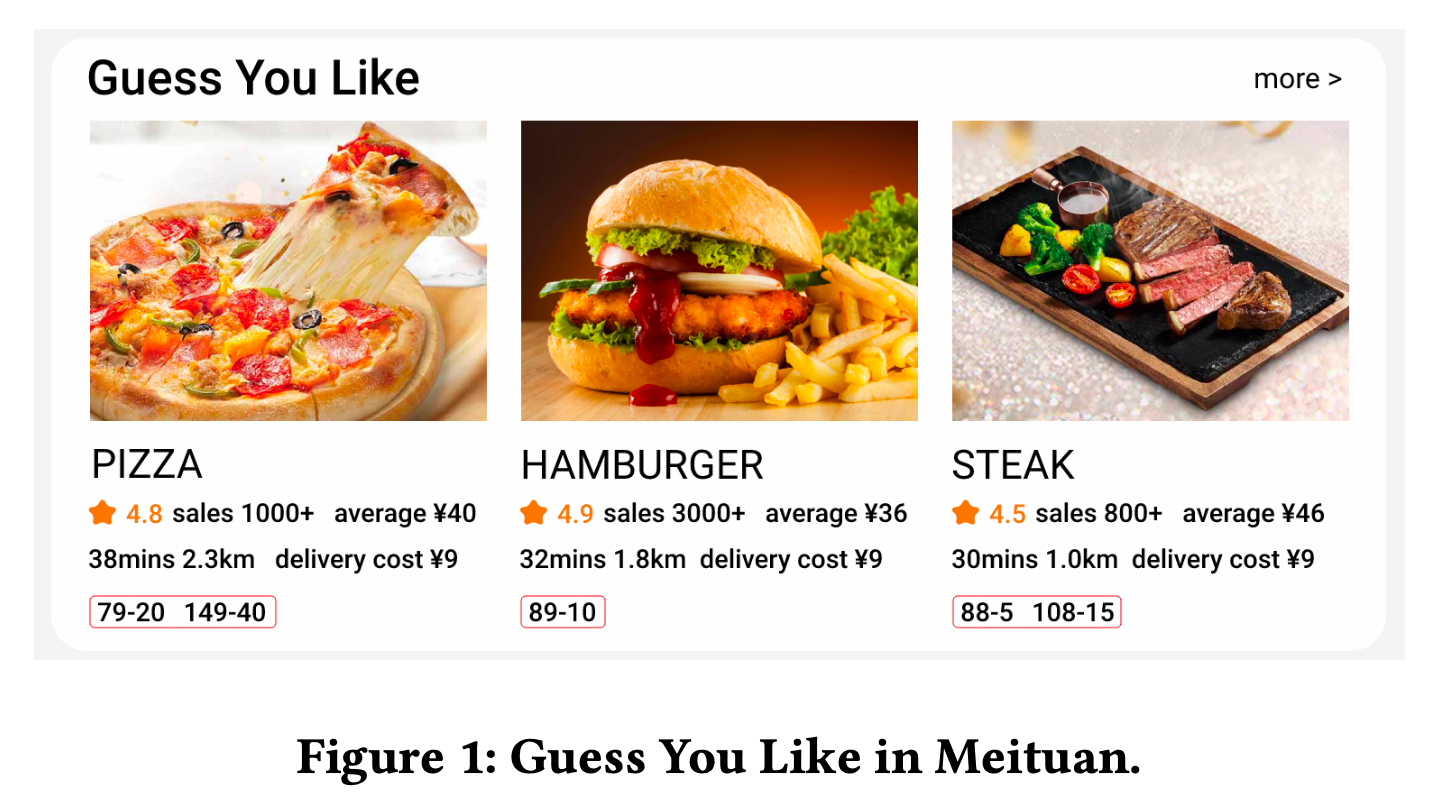 Guess You Like
more >
PIZZA
4.8 sales 1000+ average ¥40
38mins 2.3km delivery cost ¥9
79-20 149-40
HAMBURGER
4.9 sales 3000+ average ¥36
32mins 1.8km delivery cost ¥9
89-10
STEAK
4.5 sales 800+ average ¥46
30mins 1.0km delivery cost ¥9
88-5 108-15
Figure 1: Guess You Like in Meituan.